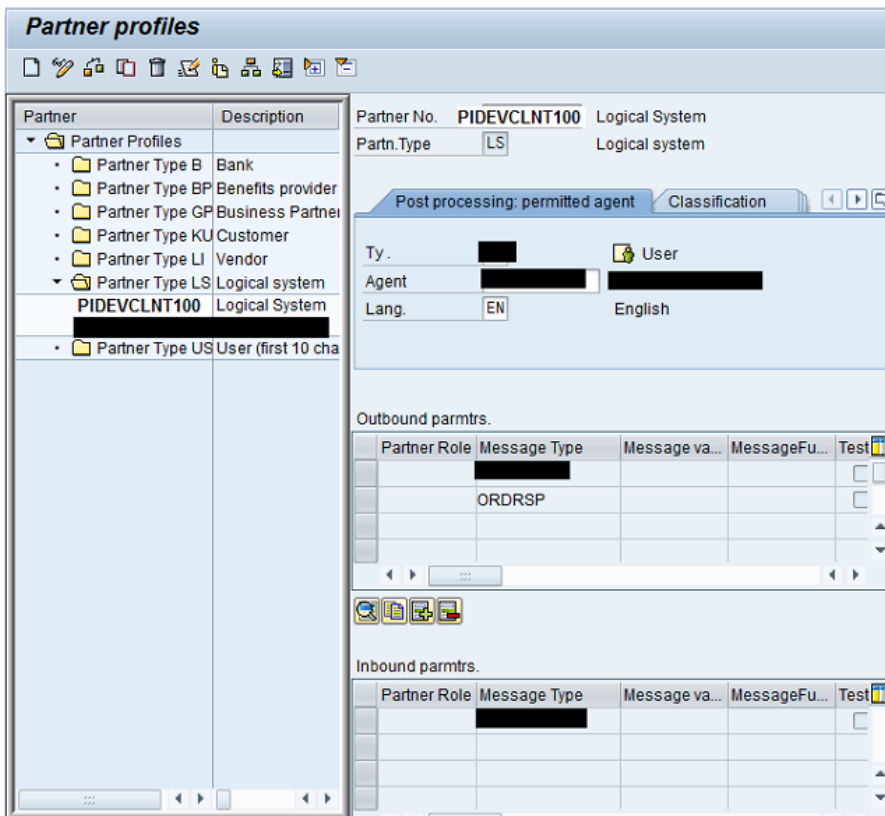 Partner profiles
Partner Description
Partner Profiles
Partner Type B Bank
Partner Type BP Benefits provider
Partner Type GP Business Partner
Partner Type KU Customer
Partner Type LI Vendor
Partner Type LS Logical system
PIDEVCLNT100 Logical System
Partner Type US User (first 10 cha
Partner No. PIDEVCLNT100 Logical System
Partn.Type LS Logical system
Post processing: permitted agent Classification
Ty. User
Agent
Lang. EN English
Outbound parmtrs.
Partner Role Message Type Message va... MessageFu... Test
ORDRSP
Inbound parmtrs.
Partner Role Message Type Message va... MessageFu... Test